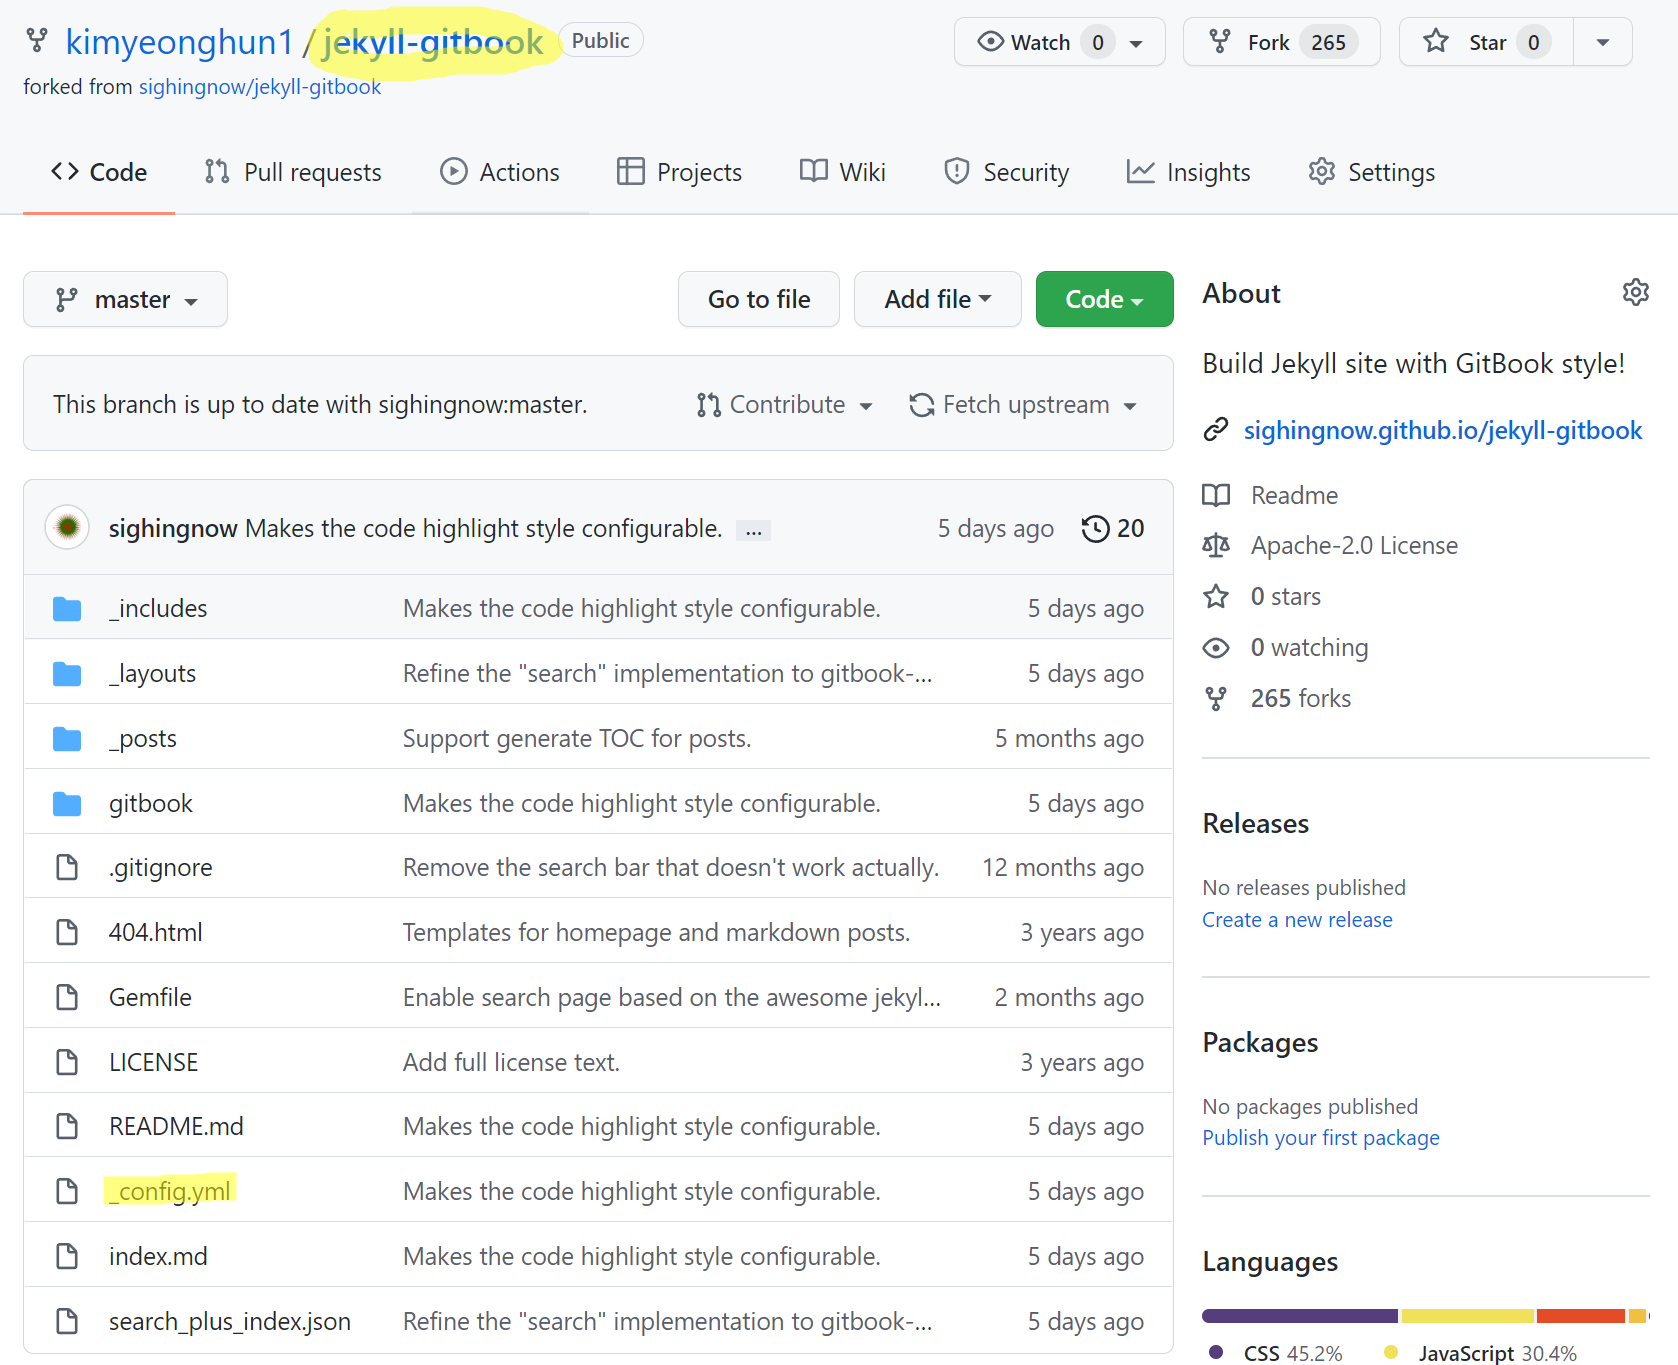 kimyeonghun1 / jekyll-gitbook Public Watch 0 Fork 265 Star 0
forked from sighingnow/jekyll-gitbook
Code Pull requests Actions Projects Wiki Security Insights Settings
master Go to file Add file Code
This branch is up to date with sighingnow:master. Contribute Fetch upstream
sighingnow Makes the code highlight style configurable. ... 5 days ago 20
_includes Makes the code highlight style configurable. 5 days ago
_layouts Refine the "search" implementation to gitbook-... 5 days ago
_posts Support generate TOC for posts. 5 months ago
gitbook Makes the code highlight style configurable. 5 days ago
.gitignore Remove the search bar that doesn't work actually. 12 months ago
404.html Templates for homepage and markdown posts. 3 years ago
Gemfile Enable search page based on the awesome jekyl... 2 months ago
LICENSE Add full license text. 3 years ago
README.md Makes the code highlight style configurable. 5 days ago
_config.yml Makes the code highlight style configurable. 5 days ago
index.md Makes the code highlight style configurable. 5 days ago
search_plus_index.json Refine the "search" implementation to gitbook-... 5 days ago
About
Build Jekyll site with GitBook style!
sighingnow.github.io/jekyll-gitbook
Readme
Apache-2.0 License
0 stars
0 watching
265 forks
Releases
No releases published
Create a new release
Packages
No packages published
Publish your first package
Languages
CSS 45.2% JavaScript 30.4%